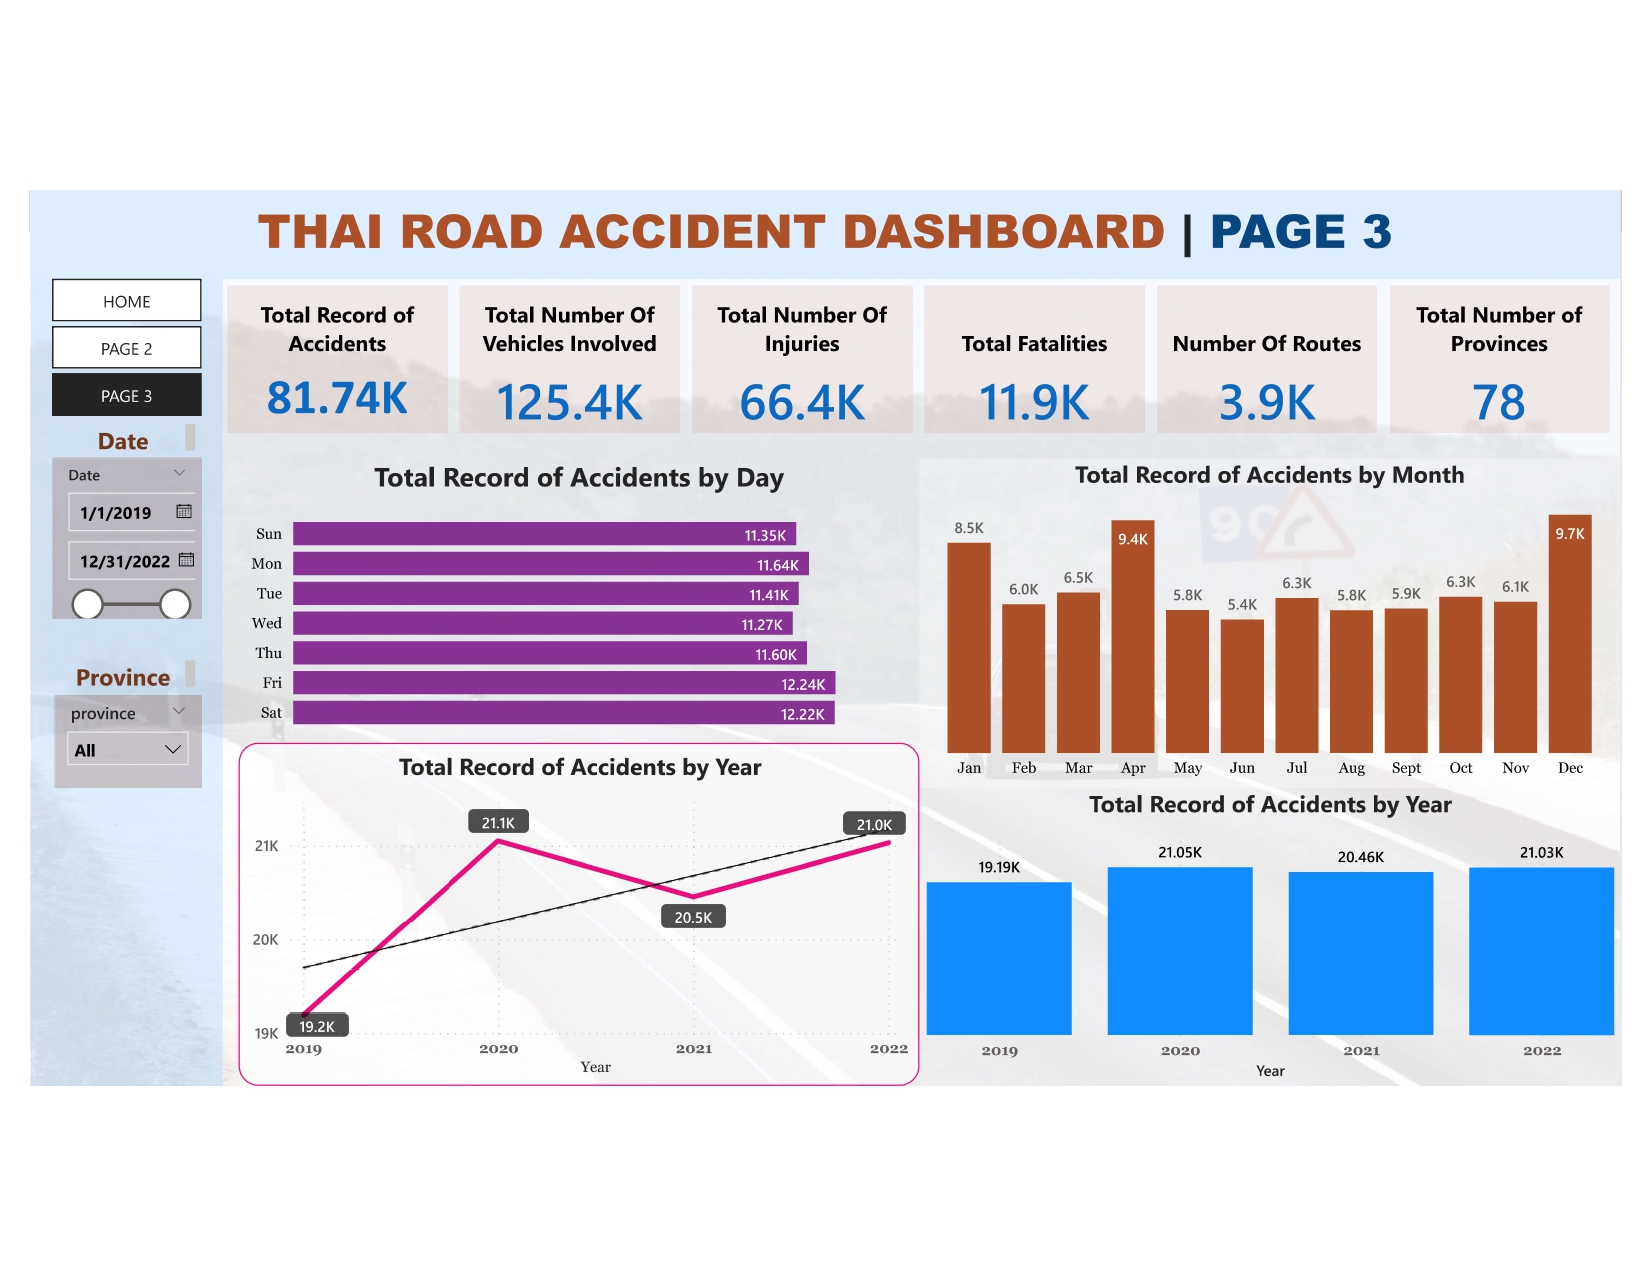 THAI ROAD ACCIDENT DASHBOARD | PAGE 3
HOME
PAGE 2
PAGE 3
Date
Date
1/1/2019
12/31/2022
Province
province
All
Total Record of
Accidents
81.74K
Total Number Of
Vehicles Involved
125.4K
Total Number Of
Injuries
66.4K
Total Fatalities
11.9K
Number Of Routes
3.9K
Total Number of
Provinces
78
Total Record of Accidents by Day
Sun 11.35K
Mon 11.64K
Tue 11.41K
Wed 11.27K
Thu 11.60K
Fri 12.24K
Sat 12.22K
Total Record of Accidents by Month
90
8.5K 6.0K 6.5K 9.4K 5.8K 5.4K 6.3K 5.8K 5.9K 6.3K 6.1K 9.7K
Jan Feb Mar Apr May Jun Jul Aug Sept Oct Nov Dec
Total Record of Accidents by Year
21K
20K
19K
19.2K 21.1K 20.5K 21.0K
2019 2020 2021 2022
Year
Total Record of Accidents by Year
19.19K 21.05K 20.46K 21.03K
2019 2020 2021 2022
Year